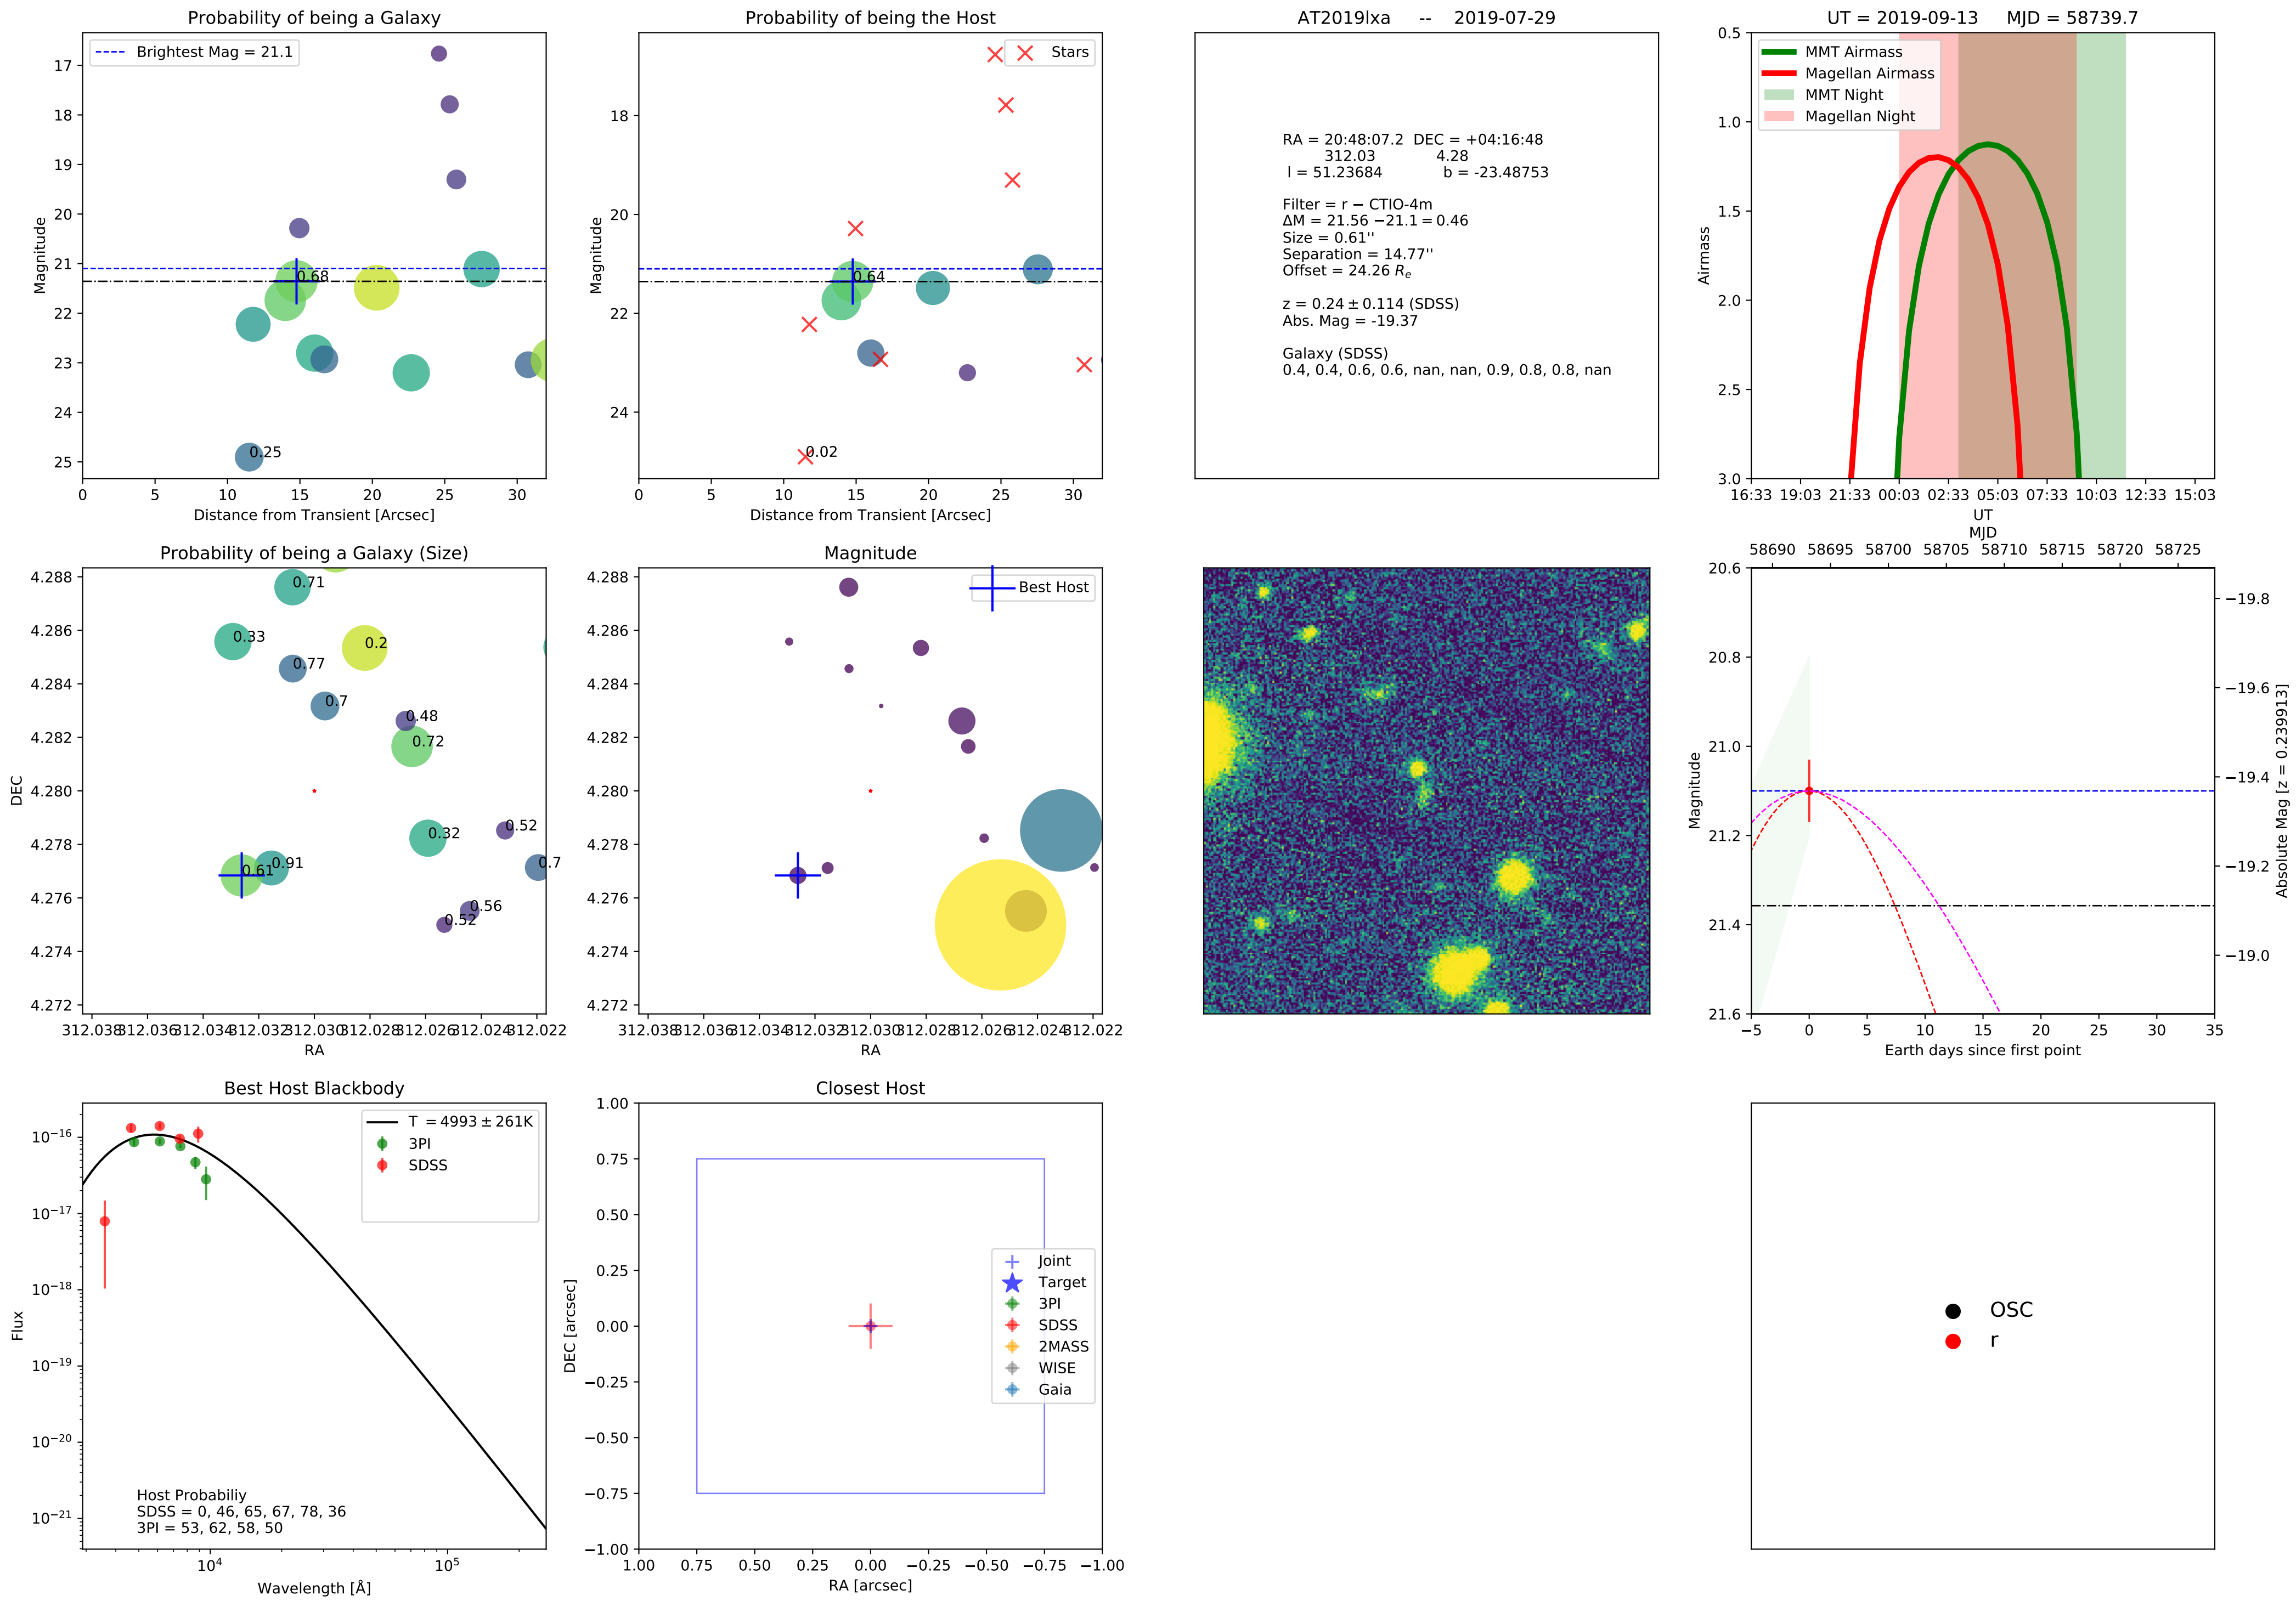 Probability of being a Galaxy
Brightest Mag = 21.1
0.68
0.25
17
18
19
20
21
22
23
24
25
Magnitude
0 5 10 15 20 25 30
Distance from Transient [Arcsec]
Probability of being the Host
Stars
0.64
0.02
18
20
22
24
Magnitude
0 5 10 15 20 25 30
Distance from Transient [Arcsec]
AT2019lxa -- 2019-07-29
RA = 20:48:07.2 DEC = +04:16:48
312.03 4.28
l = 51.23684 b = -23.48753
Filter = r − CTIO-4m
ΔM = 21.56 −21.1 = 0.46
Size = 0.61''
Separation = 14.77''
Offset = 24.26 Re
z = 0.24 ± 0.114 (SDSS)
Abs. Mag = -19.37
Galaxy (SDSS)
0.4, 0.4, 0.6, 0.6, nan, nan, 0.9, 0.8, 0.8, nan
UT = 2019-09-13 MJD = 58739.7
MMT Airmass
Magellan Airmass
MMT Night
Magellan Night
0.5
1.0
1.5
2.0
2.5
3.0
Airmass
16:33 19:03 21:33 00:03 02:33 05:03 07:33 10:03 12:33 15:03
UT
Probability of being a Galaxy (Size)
0.71
0.33
0.2
0.77
0.7
0.48
0.72
0.52
0.32
0.91
0.7
0.61
0.56
0.52
4.288
4.286
4.284
4.282
4.280
4.278
4.276
4.274
4.272
DEC
312.038 312.036 312.034 312.032 312.030 312.028 312.026 312.024 312.022
RA
Magnitude
Best Host
4.288
4.286
4.284
4.282
4.280
4.278
4.276
4.274
4.272
312.038 312.036 312.034 312.032 312.030 312.028 312.026 312.024 312.022
RA
MJD
58690 58695 58700 58705 58710 58715 58720 58725
20.6
20.8
21.0
21.2
21.4
21.6
Magnitude
−19.8
−19.6
−19.4
−19.2
−19.0
Absolute Mag [z = 0.239913]
−5 0 5 10 15 20 25 30 35
Earth days since first point
Best Host Blackbody
T = 4993 ± 261K
3PI
SDSS
10−16
10−17
10−18
10−19
10−20
10−21
Flux
Host Probabiliy
SDSS = 0, 46, 65, 67, 78, 36
3PI = 53, 62, 58, 50
104 105
Wavelength [Å]
Closest Host
1.00
0.75
0.50
0.25
0.00
−0.25
−0.50
−0.75
−1.00
DEC [arcsec]
Joint
Target
3PI
SDSS
2MASS
WISE
Gaia
1.00 0.75 0.50 0.25 0.00 −0.25 −0.50 −0.75 −1.00
RA [arcsec]
OSC
r